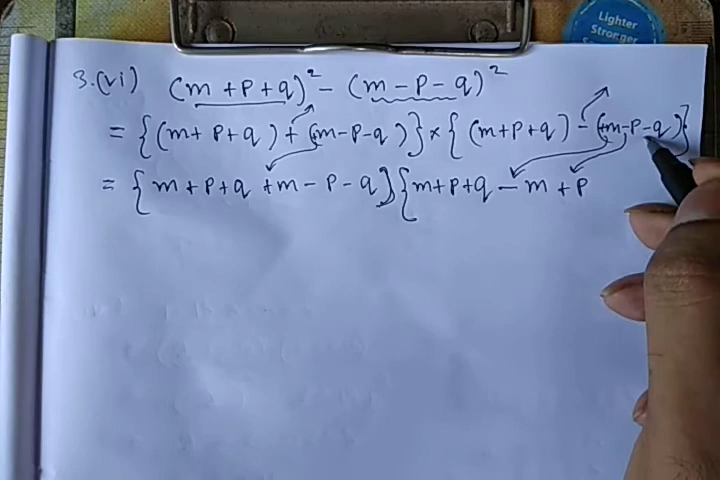 Lighter
Stronger
3.(vi) (m+p+q)² − (m−p−q)²
= {(m+p+q)+(+m−p−q)}×{(m+p+q)−(+m−p−q)}
= {m+p+q+m−p−q}{m+p+q−m+p